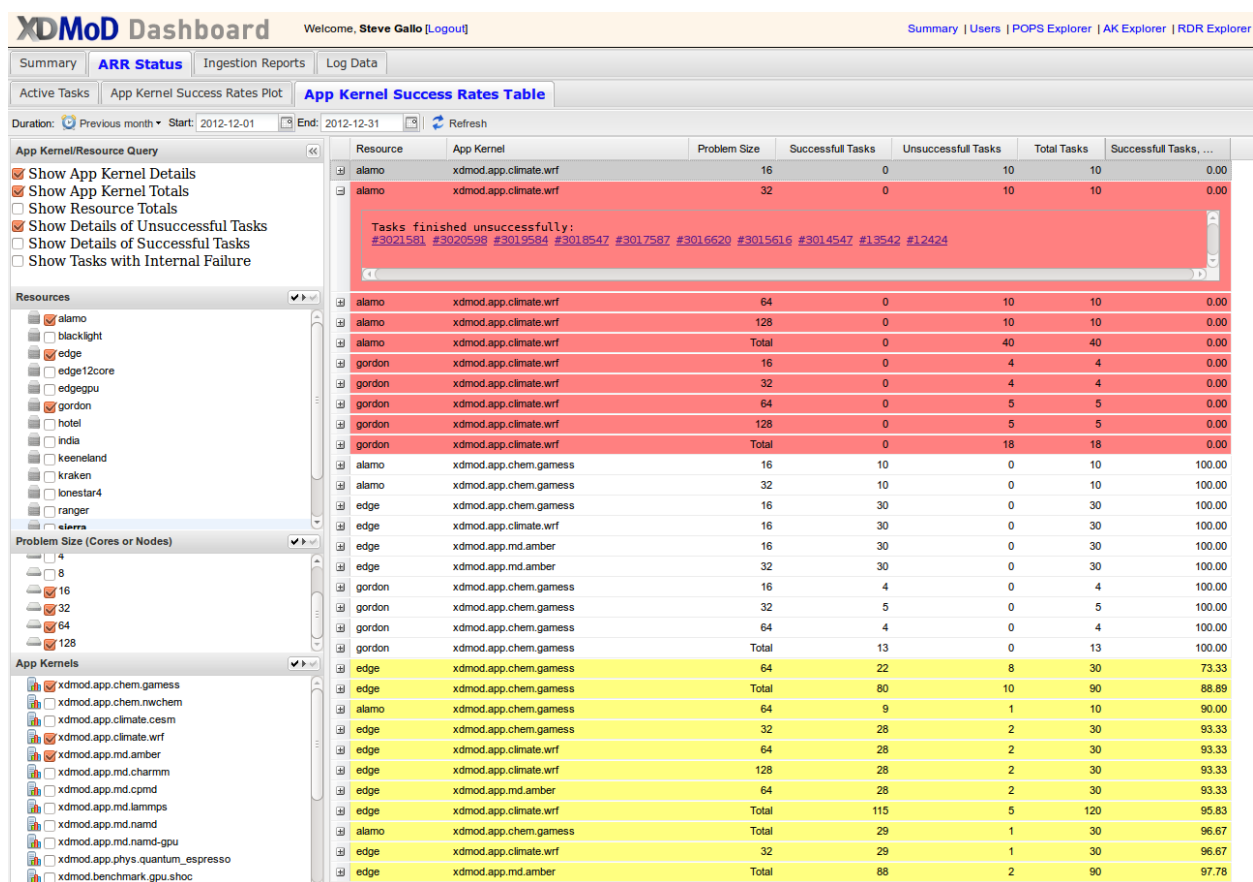 XDMoD Dashboard Welcome, Steve Gallo [Logout] Summary | Users | POPS Explorer | AK Explorer | RDR Explorer
Summary ARR Status Ingestion Reports Log Data
Active Tasks App Kernel Success Rates Plot App Kernel Success Rates Table
Duration: Previous month Start: 2012-12-01 End: 2012-12-31 Refresh
App Kernel/Resource Query
Show App Kernel Details
Show App Kernel Totals
Show Resource Totals
Show Details of Unsuccessful Tasks
Show Details of Successful Tasks
Show Tasks with Internal Failure
Resources
alamo
blacklight
edge
edge12core
edgegpu
gordon
hotel
india
keeneland
kraken
lonestar4
ranger
sierra
Problem Size (Cores or Nodes)
4
8
16
32
64
128
App Kernels
xdmod.app.chem.gamess
xdmod.app.chem.nwchem
xdmod.app.climate.cesm
xdmod.app.climate.wrf
xdmod.app.md.amber
xdmod.app.md.charmm
xdmod.app.md.cpmd
xdmod.app.md.lammps
xdmod.app.md.namd
xdmod.app.md.namd-gpu
xdmod.app.phys.quantum_espresso
xdmod.benchmark.gpu.shoc
Resource App Kernel Problem Size Successfull Tasks Unsuccessfull Tasks Total Tasks Successfull Tasks, ...
alamo xdmod.app.climate.wrf 16 0 10 10 0.00
alamo xdmod.app.climate.wrf 32 0 10 10 0.00
Tasks finished unsuccessfully:
#3021581 #3020598 #3019584 #3018547 #3017587 #3016620 #3015616 #3014547 #13542 #12424
alamo xdmod.app.climate.wrf 64 0 10 10 0.00
alamo xdmod.app.climate.wrf 128 0 10 10 0.00
alamo xdmod.app.climate.wrf Total 0 40 40 0.00
gordon xdmod.app.climate.wrf 16 0 4 4 0.00
gordon xdmod.app.climate.wrf 32 0 4 4 0.00
gordon xdmod.app.climate.wrf 64 0 5 5 0.00
gordon xdmod.app.climate.wrf 128 0 5 5 0.00
gordon xdmod.app.climate.wrf Total 0 18 18 0.00
alamo xdmod.app.chem.gamess 16 10 0 10 100.00
alamo xdmod.app.chem.gamess 32 10 0 10 100.00
edge xdmod.app.chem.gamess 16 30 0 30 100.00
edge xdmod.app.climate.wrf 16 30 0 30 100.00
edge xdmod.app.md.amber 16 30 0 30 100.00
edge xdmod.app.md.amber 32 30 0 30 100.00
gordon xdmod.app.chem.gamess 16 4 0 4 100.00
gordon xdmod.app.chem.gamess 32 5 0 5 100.00
gordon xdmod.app.chem.gamess 64 4 0 4 100.00
gordon xdmod.app.chem.gamess Total 13 0 13 100.00
edge xdmod.app.chem.gamess 64 22 8 30 73.33
edge xdmod.app.chem.gamess Total 80 10 90 88.89
alamo xdmod.app.chem.gamess 64 9 1 10 90.00
edge xdmod.app.chem.gamess 32 28 2 30 93.33
edge xdmod.app.climate.wrf 64 28 2 30 93.33
edge xdmod.app.climate.wrf 128 28 2 30 93.33
edge xdmod.app.md.amber 64 28 2 30 93.33
edge xdmod.app.climate.wrf Total 115 5 120 95.83
alamo xdmod.app.chem.gamess Total 29 1 30 96.67
edge xdmod.app.climate.wrf 32 29 1 30 96.67
edge xdmod.app.md.amber Total 88 2 90 97.78